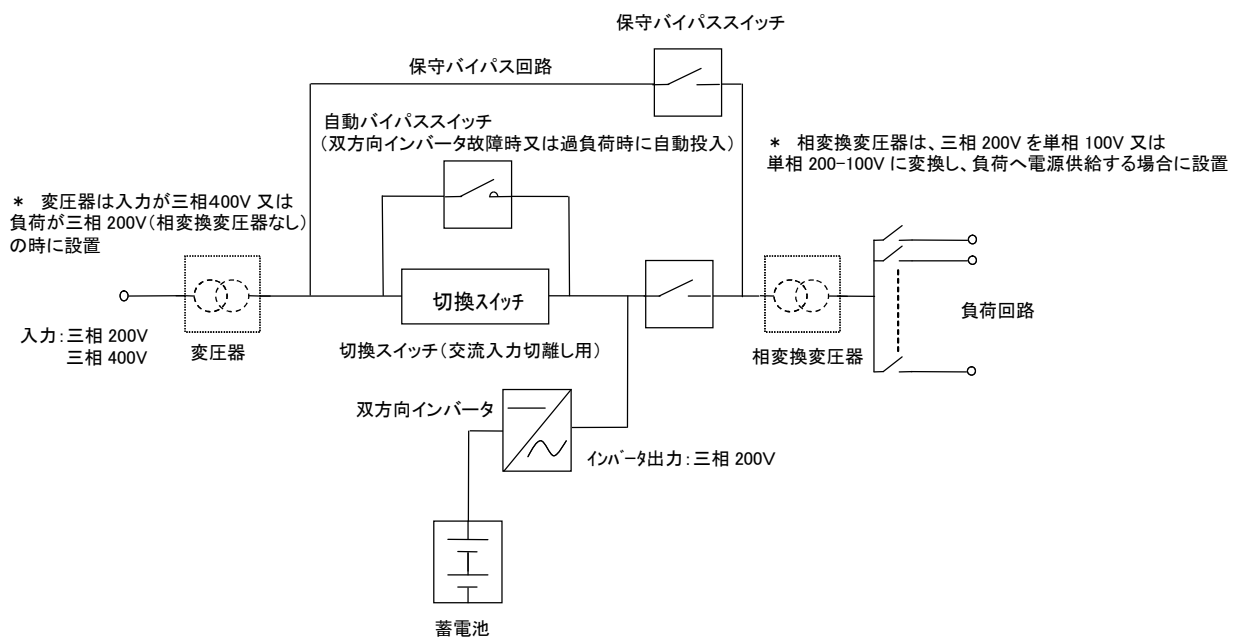 保守バイパススイッチ
保守バイパス回路
自動バイパススイッチ
（双方向インバータ故障時又は過負荷時に自動投入）
＊　相変換変圧器は、三相 200V を単相 100V 又は
単相 200-100V に変換し、負荷へ電源供給する場合に設置
＊　変圧器は入力が三相400V 又は
負荷が三相 200V（相変換変圧器なし）
の時に設置
切換スイッチ
負荷回路
入力：三相 200V
三相 400V
変圧器
切換スイッチ（交流入力切離し用）
相変換変圧器
双方向インバータ
ｲﾝﾊﾞｰﾀ出力：三相 200V
蓄電池